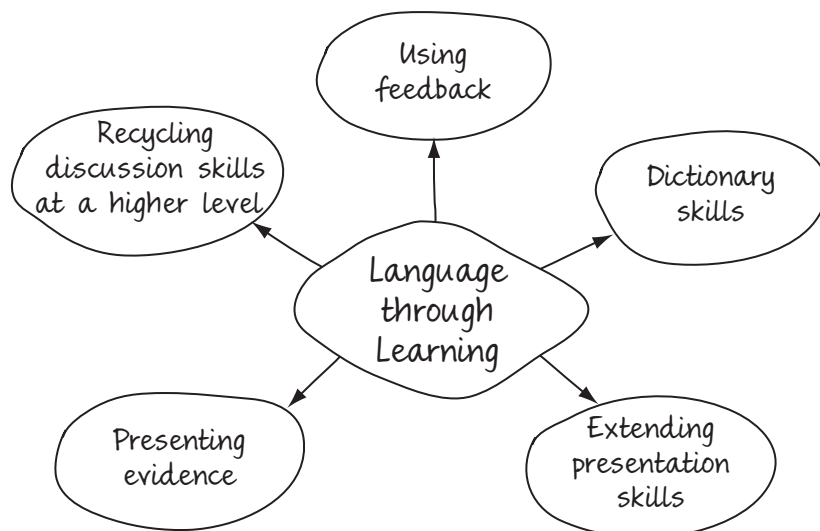 Using
feedback
Recycling
discussion skills
at a higher level
Dictionary
skills
Language
through
Learning
Presenting
evidence
Extending
presentation
skills